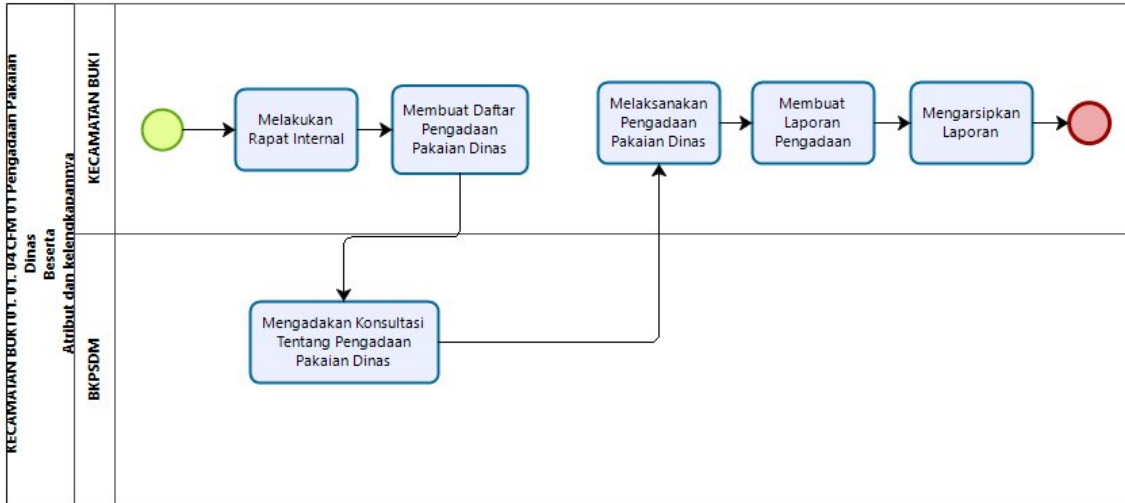 KECAMATAN BUKI 01. 01. 04 CFM 01 Pengadaan Pakaian
Dinas
Beserta
Atribut dan kelengkapannya
KECAMATAN BUKI
Melakukan
Rapat Internal
Membuat Daftar
Pengadaan
Pakaian Dinas
Melaksanakan
Pengadaan
Pakaian Dinas
Membuat
Laporan
Pengadaan
Mengarsipkan
Laporan
BKPSDM
Mengadakan Konsultasi
Tentang Pengadaan
Pakaian Dinas